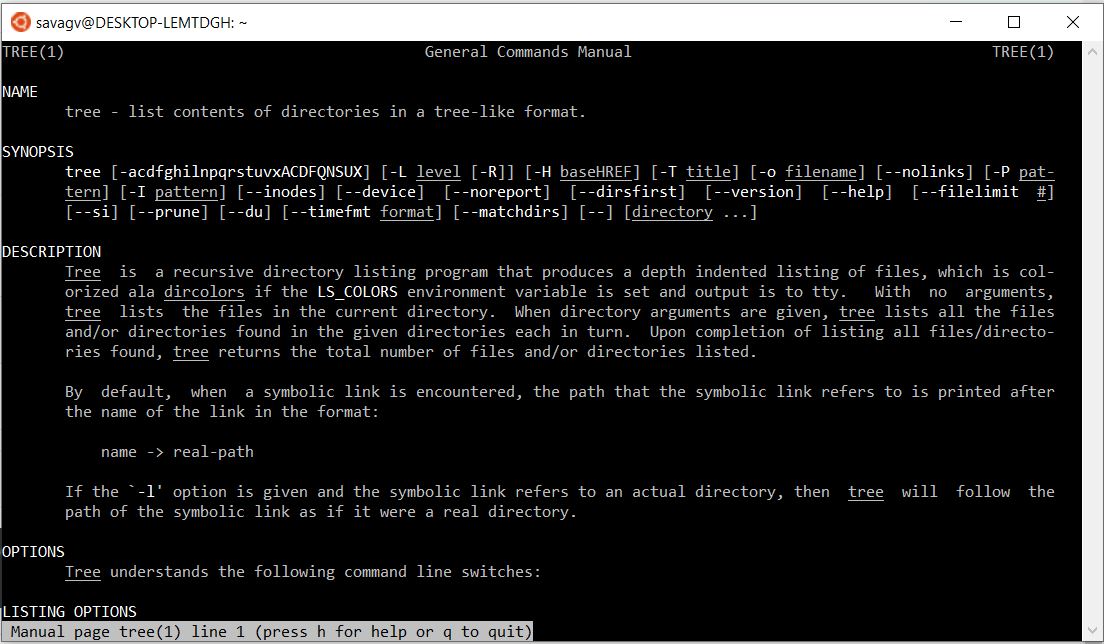 savagv@DESKTOP-LEMTDGH: ~
TREE(1) General Commands Manual TREE(1)
NAME
tree - list contents of directories in a tree-like format.
SYNOPSIS
tree [-acdfghilnpqrstuvxACDFQNSUX] [-L level [-R]] [-H baseHREF] [-T title] [-o filename] [--nolinks] [-P pat-
tern] [-I pattern] [--inodes] [--device] [--noreport] [--dirsfirst] [--version] [--help] [--filelimit #]
[--si] [--prune] [--du] [--timefmt format] [--matchdirs] [--] [directory ...]
DESCRIPTION
Tree is a recursive directory listing program that produces a depth indented listing of files, which is col-
orized ala dircolors if the LS_COLORS environment variable is set and output is to tty. With no arguments,
tree lists the files in the current directory. When directory arguments are given, tree lists all the files
and/or directories found in the given directories each in turn. Upon completion of listing all files/directo-
ries found, tree returns the total number of files and/or directories listed.
By default, when a symbolic link is encountered, the path that the symbolic link refers to is printed after
the name of the link in the format:
name -> real-path
If the `-l' option is given and the symbolic link refers to an actual directory, then tree will follow the
path of the symbolic link as if it were a real directory.
OPTIONS
Tree understands the following command line switches:
LISTING OPTIONS
Manual page tree(1) line 1 (press h for help or q to quit)